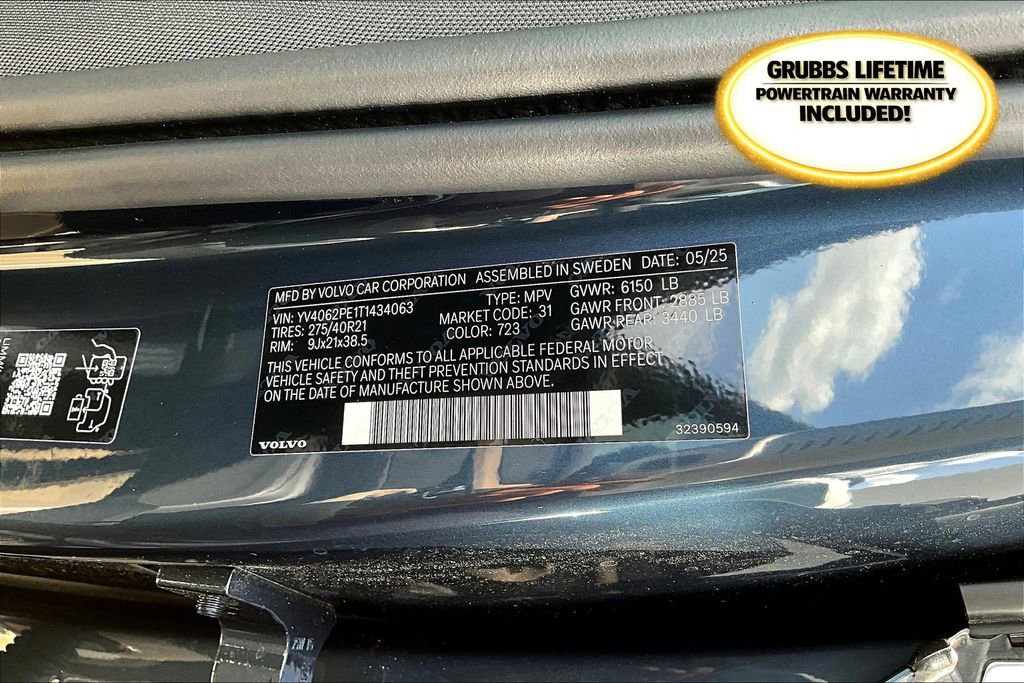 GRUBBS LIFETIME
POWERTRAIN WARRANTY
INCLUDED!
MFD BY VOLVO CAR CORPORATION ASSEMBLED IN SWEDEN DATE: 05/25
VIN: YV4062PE1T1434063 TYPE: MPV GVWR: 6150 LB
TIRES: 275/40R21 MARKET CODE: 31 GAWR FRONT: 2885 LB
RIM: 9Jx21x38.5 COLOR: 723 GAWR REAR: 3440 LB
THIS VEHICLE CONFORMS TO ALL APPLICABLE FEDERAL MOTOR
VEHICLE SAFETY AND THEFT PREVENTION STANDARDS IN EFFECT
ON THE DATE OF MANUFACTURE SHOWN ABOVE.
VOLVO 32390594